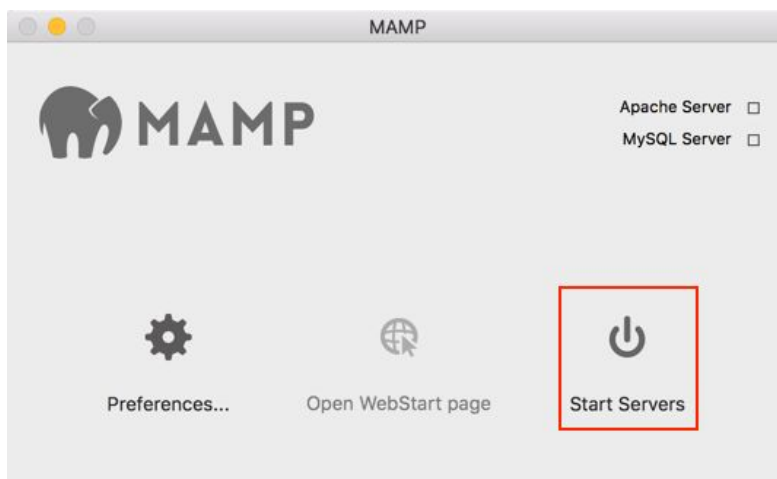 MAMP
MAMP
Apache Server
MySQL Server
Preferences...
Open WebStart page
Start Servers